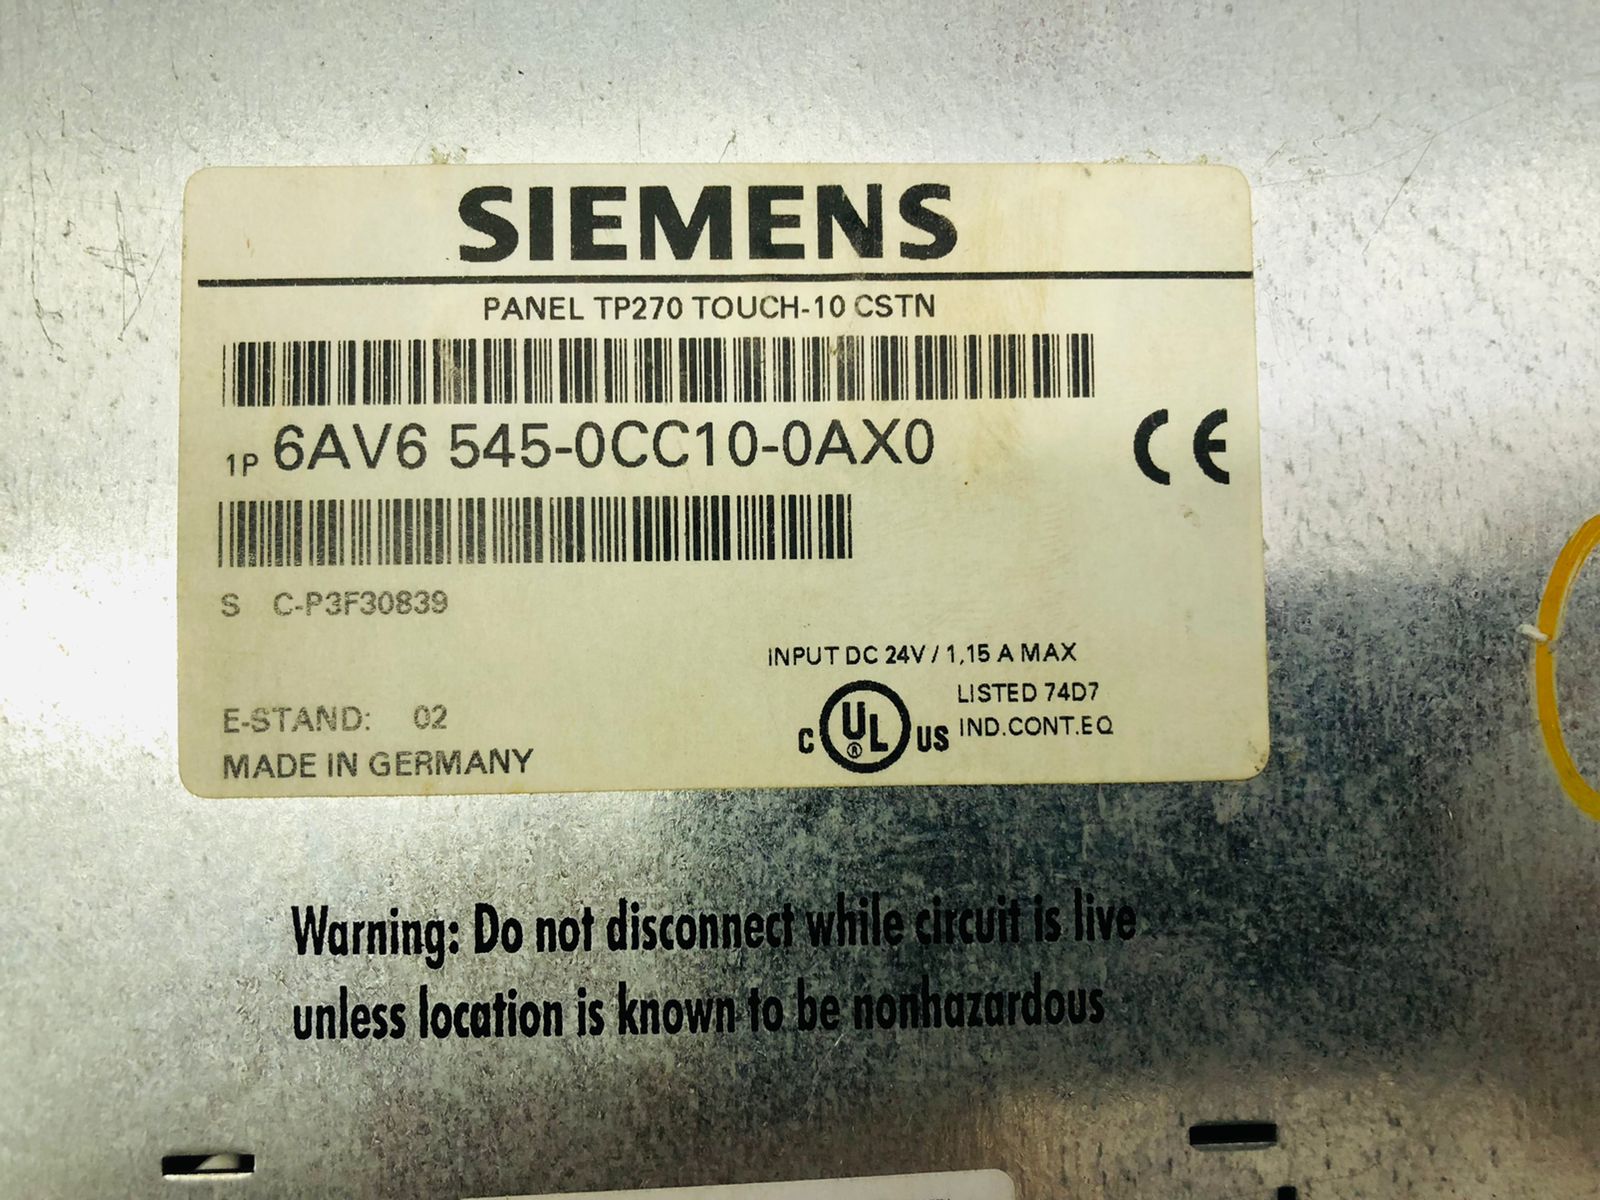 SIEMENS
PANEL TP270 TOUCH-10 CSTN
1P 6AV6 545-0CC10-0AX0
CE
S C-P3F30839
INPUT DC 24V / 1,15 A MAX
LISTED 74D7
C UL ® US IND.CONT.EQ
E-STAND: 02
MADE IN GERMANY
Warning: Do not disconnect while circuit is live
unless location is known to be nonhazardous